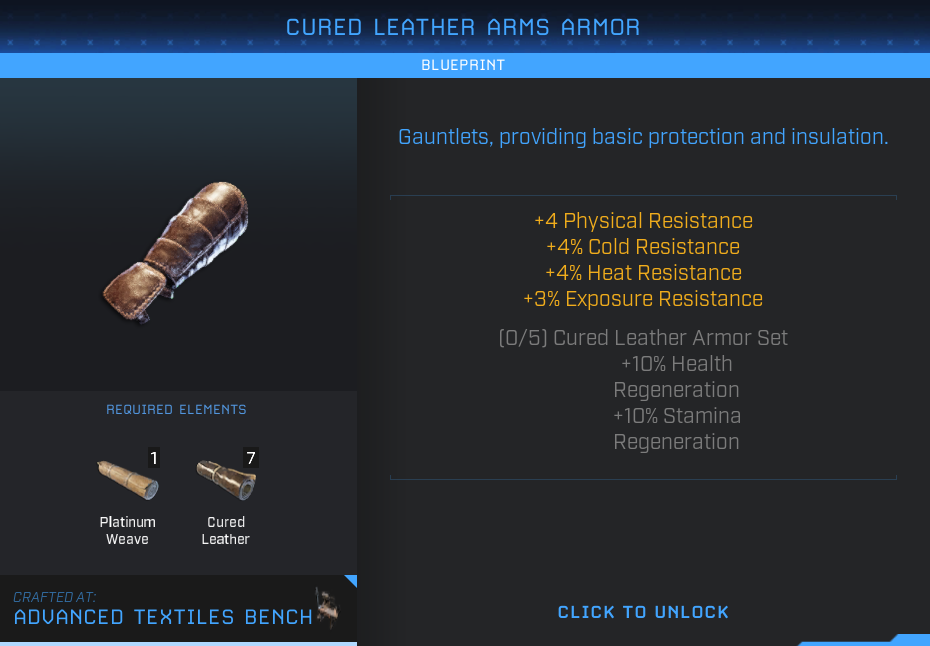 CURED LEATHER ARMS ARMOR
BLUEPRINT
Gauntlets, providing basic protection and insulation.
+4 Physical Resistance
+4% Cold Resistance
+4% Heat Resistance
+3% Exposure Resistance
(0/5) Cured Leather Armor Set
+10% Health
Regeneration
+10% Stamina
Regeneration
REQUIRED ELEMENTS
1
7
Platinum
Weave
Cured
Leather
CRAFTED AT:
ADVANCED TEXTILES BENCH
CLICK TO UNLOCK